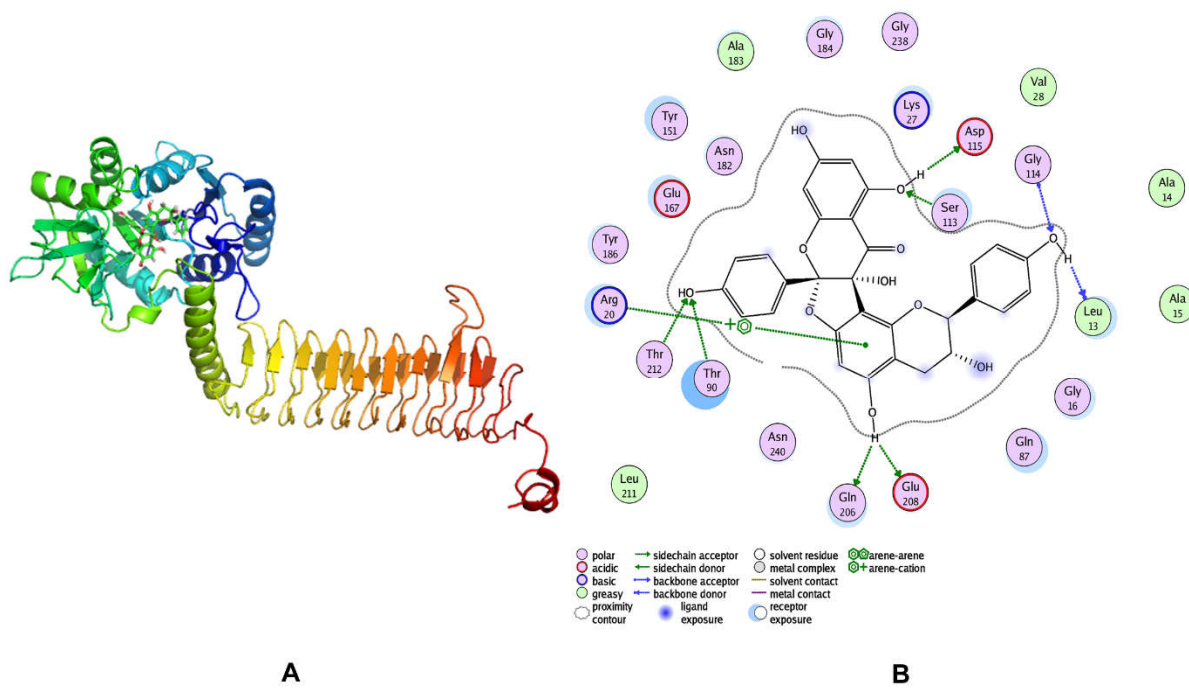 Gly
184
Gly
238
Ala
183
Val
28
Lys
27
Tyr
151
Asp
115
HO
Asn
182
H
Gly
114
O
Ala
14
Glu
167
Ser
113
O
H
Tyr
186
O
O
HO
OH
O
Ala
15
Arg
20
+
O
Leu
13
Thr
212
Thr
90
OH
O
Gly
16
H
Asn
240
Gln
87
Leu
211
Gln
206
Glu
208
polar
acidic
basic
greasy
proximity
contour
sidechain acceptor
sidechain donor
backbone acceptor
backbone donor
ligand
exposure
solvent residue
metal complex
solvent contact
metal contact
receptor
exposure
arene-arene
+arene-cation
A
B